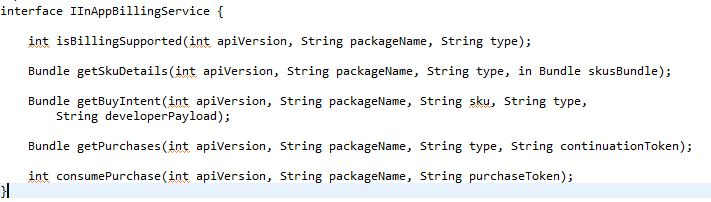 interface IInAppBillingService {
int isBillingSupported(int apiVersion, String packageName, String type);
Bundle getSkuDetails(int apiVersion, String packageName, String type, in Bundle skusBundle);
Bundle getBuyIntent(int apiVersion, String packageName, String sku, String type,
String developerPayload);
Bundle getPurchases(int apiVersion, String packageName, String type, String continuationToken);
int consumePurchase(int apiVersion, String packageName, String purchaseToken);
}